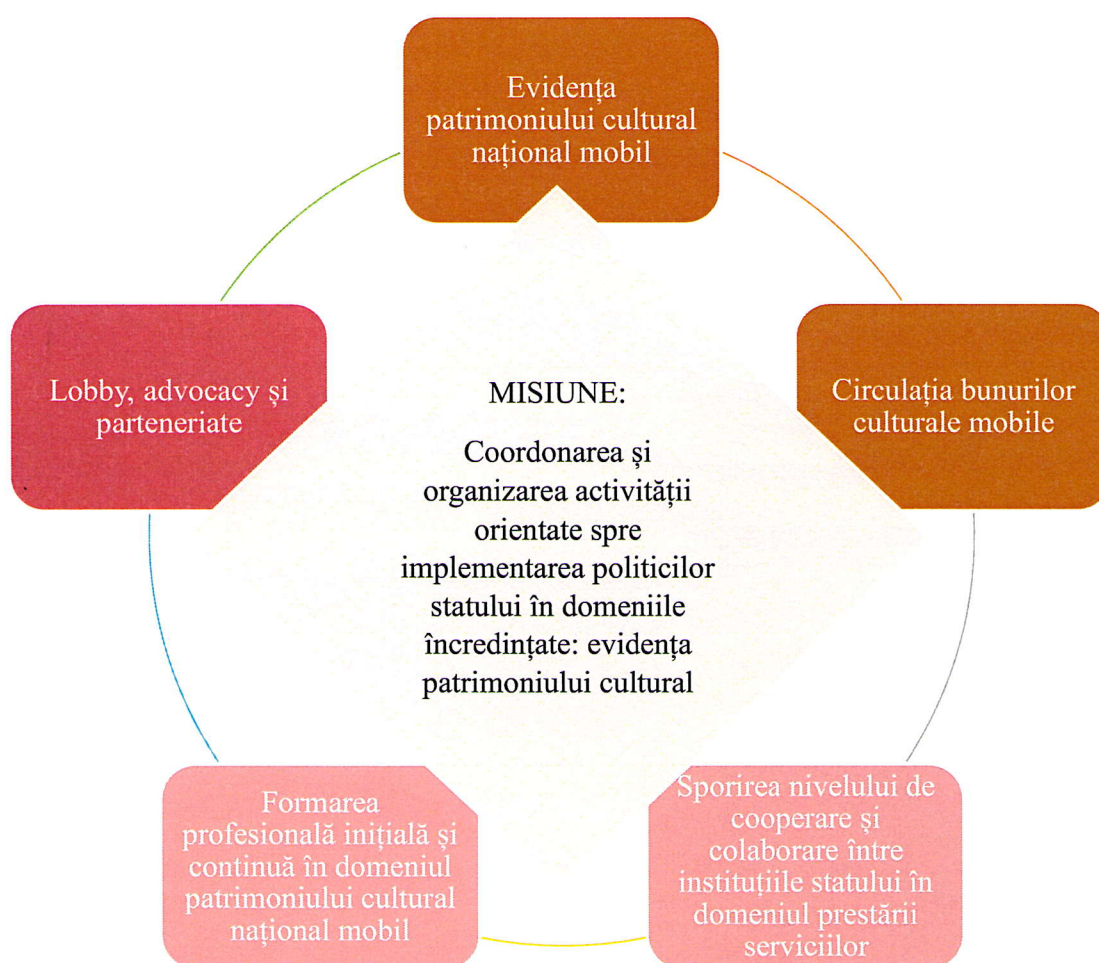 Evidența
patrimoniului cultural
național mobil
Lobby, advocacy și
parteneriate
Circulația bunurilor
culturale mobile
MISIUNE:
Coordonarea și
organizarea activității
orientate spre
implementarea politicilor
statului în domeniile
încredințate: evidența
patrimoniului cultural
Formarea
profesională inițială și
continuă în domeniul
patrimoniului cultural
național mobil
Sporirea nivelului de
cooperare și
colaborare între
instituțiile statului în
domeniul prestării
serviciilor